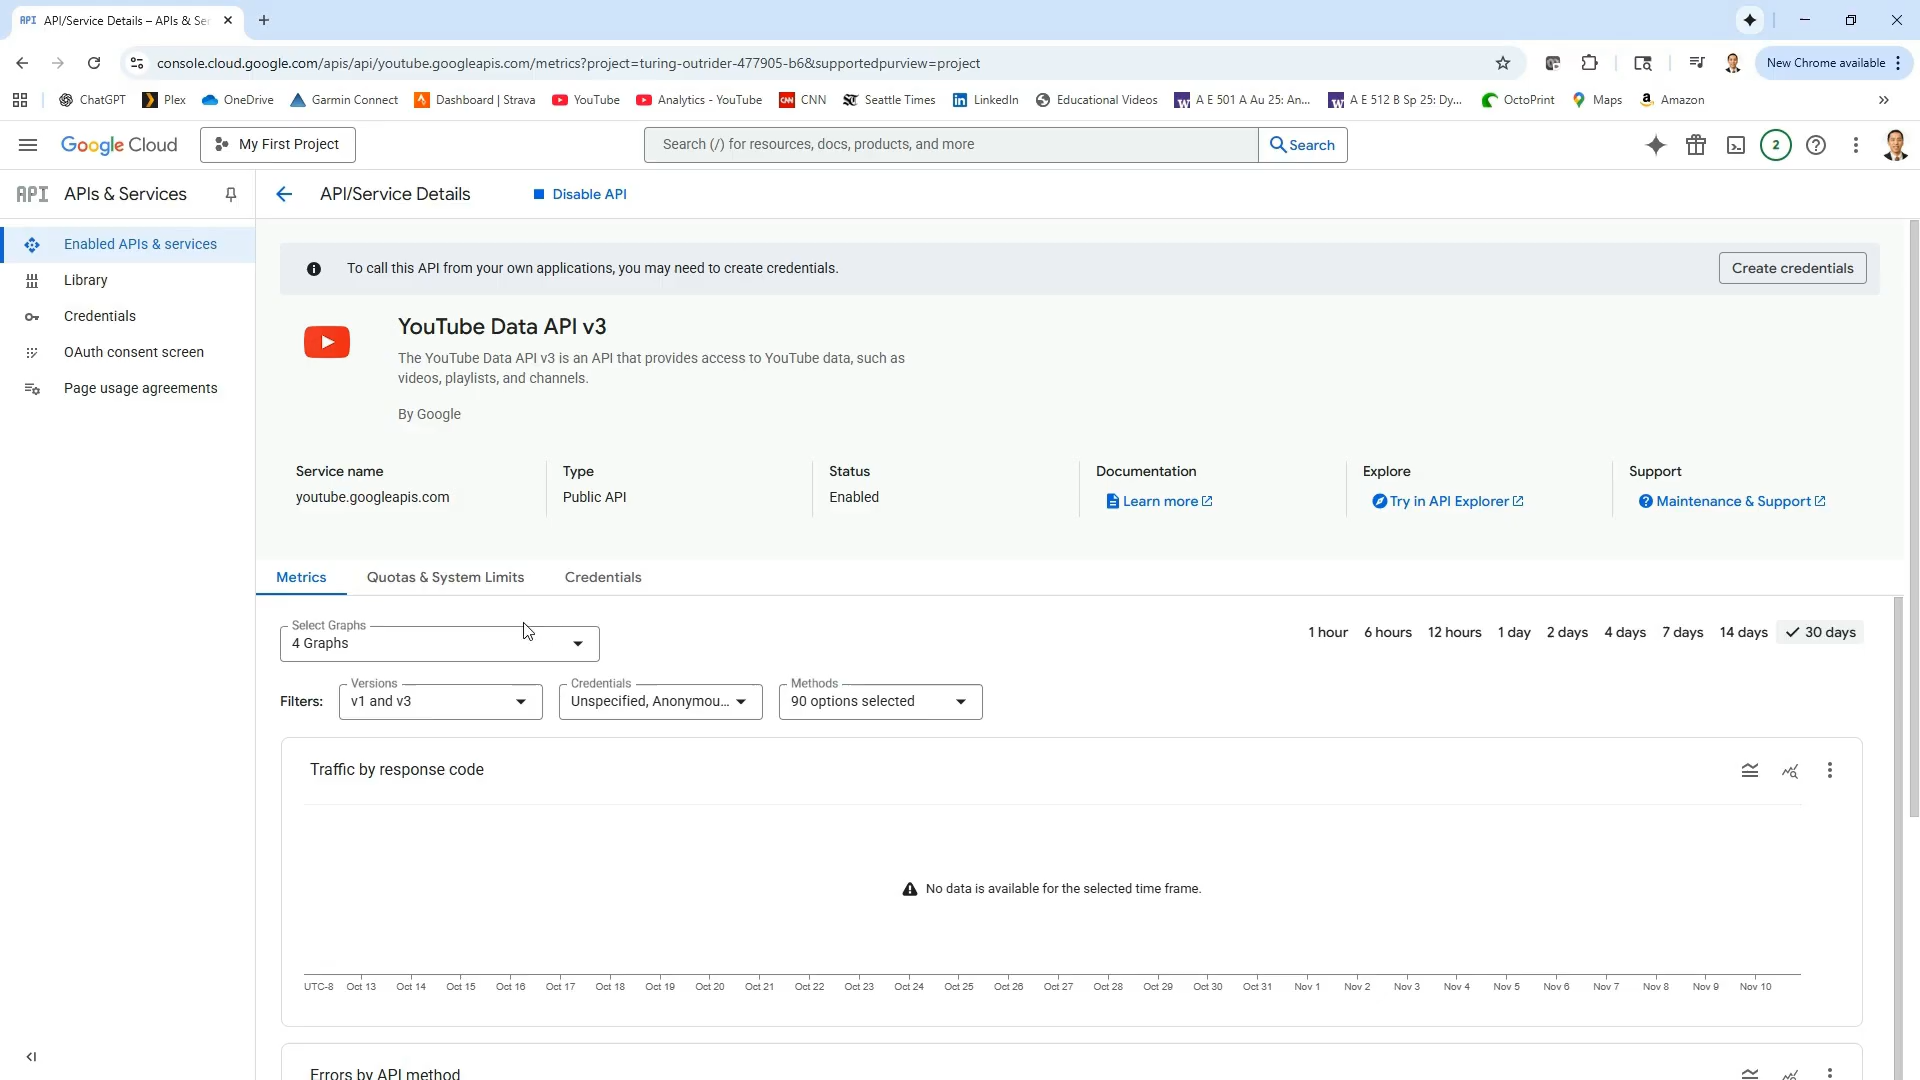 API API/Service Details – APIs & Ser
console.cloud.google.com/apis/api/youtube.googleapis.com/metrics?project=turing-outrider-477905-b6&supportedpurview=project
New Chrome available
ChatGPT Plex OneDrive Garmin Connect Dashboard | Strava YouTube Analytics - YouTube CNN Seattle Times LinkedIn Educational Videos A E 501 A Au 25: An... A E 512 B Sp 25: Dy... OctoPrint Maps Amazon
Google Cloud My First Project Search (/) for resources, docs, products, and more Search 2
API APIs & Services API/Service Details Disable API
Enabled APIs & services
Library
Credentials
OAuth consent screen
Page usage agreements
To call this API from your own applications, you may need to create credentials. Create credentials
YouTube Data API v3
The YouTube Data API v3 is an API that provides access to YouTube data, such as
videos, playlists, and channels.
By Google
Service name Type Status Documentation Explore Support
youtube.googleapis.com Public API Enabled Learn more Try in API Explorer Maintenance & Support
Metrics Quotas & System Limits Credentials
Select Graphs
4 Graphs
1 hour 6 hours 12 hours 1 day 2 days 4 days 7 days 14 days 30 days
Versions Credentials Methods
Filters: v1 and v3 Unspecified, Anonymou... 90 options selected
Traffic by response code
No data is available for the selected time frame.
UTC-8 Oct 13 Oct 14 Oct 15 Oct 16 Oct 17 Oct 18 Oct 19 Oct 20 Oct 21 Oct 22 Oct 23 Oct 24 Oct 25 Oct 26 Oct 27 Oct 28 Oct 29 Oct 30 Oct 31 Nov 1 Nov 2 Nov 3 Nov 4 Nov 5 Nov 6 Nov 7 Nov 8 Nov 9 Nov 10
Errors by API method